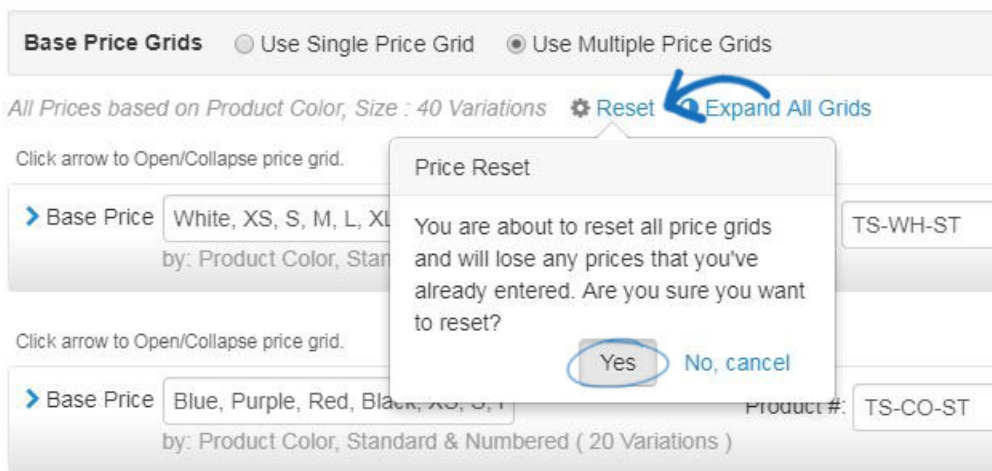 Base Price Grids Use Single Price Grid Use Multiple Price Grids
All Prices based on Product Color, Size : 40 Variations Reset Expand All Grids
Click arrow to Open/Collapse price grid.
Price Reset
Base Price White, XS, S, M, L, XL TS-WH-ST
by: Product Color, Stan
You are about to reset all price grids
and will lose any prices that you've
already entered. Are you sure you want
to reset?
Yes No, cancel
Click arrow to Open/Collapse price grid.
Base Price Blue, Purple, Red, Black, XS, S, Product #: TS-CO-ST
by: Product Color, Standard & Numbered ( 20 Variations )